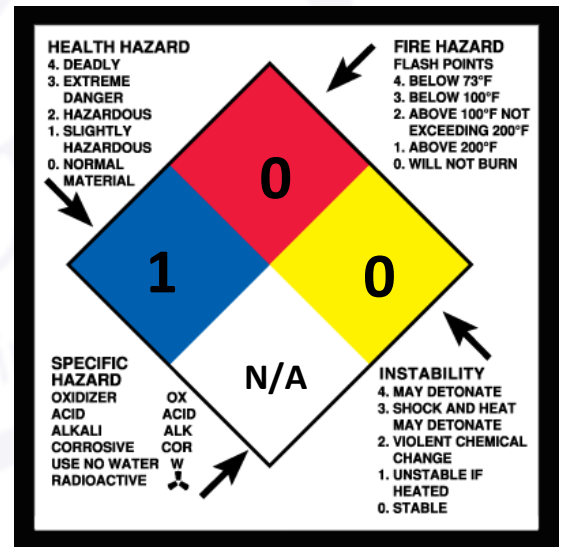 HEALTH HAZARD
4. DEADLY
3. EXTREME
DANGER
2. HAZARDOUS
1. SLIGHTLY
HAZARDOUS
0. NORMAL
MATERIAL
FIRE HAZARD
FLASH POINTS
4. BELOW 73°F
3. BELOW 100°F
2. ABOVE 100°F NOT
EXCEEDING 200°F
1. ABOVE 200°F
0. WILL NOT BURN
0
1
0
N/A
SPECIFIC
HAZARD
OXIDIZER OX
ACID ACID
ALKALI ALK
CORROSIVE COR
USE NO WATER W
RADIOACTIVE
INSTABILITY
4. MAY DETONATE
3. SHOCK AND HEAT
MAY DETONATE
2. VIOLENT CHEMICAL
CHANGE
1. UNSTABLE IF
HEATED
0. STABLE